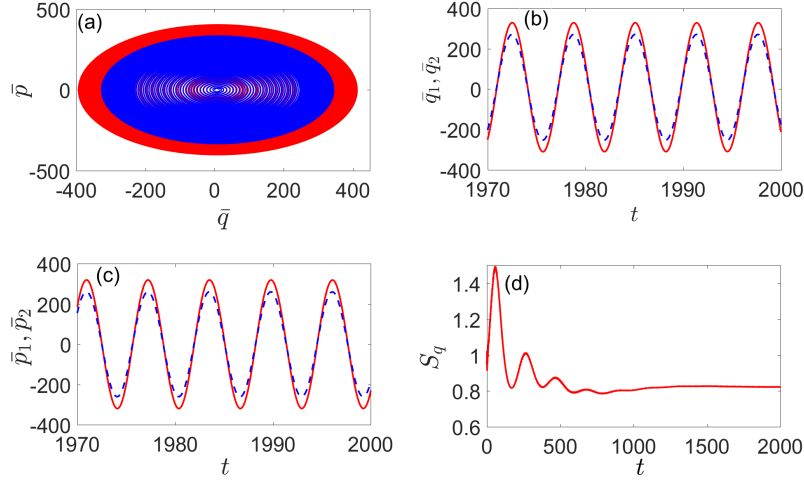 (a)
500
0
-500
p̄
-400 -200 0 200 400
q̄
(b)
400
200
0
-200
-400
q̄₁, q̄₂
1970 1980 1990 2000
t
(c)
400
200
0
-200
-400
p̄₁, p̄₂
1970 1980 1990 2000
t
(d)
1.4
1.2
1
0.8
0.6
S_q
0 500 1000 1500 2000
t